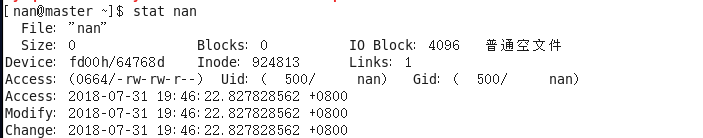 [nan@master ~]$ stat nan
  File: "nan"
  Size: 0               Blocks: 0          IO Block: 4096   普通空文件
Device: fd00h/64768d    Inode: 924813      Links: 1
Access: (0664/-rw-rw-r--)  Uid: (  500/     nan)   Gid: (  500/     nan)
Access: 2018-07-31 19:46:22.827828562 +0800
Modify: 2018-07-31 19:46:22.827828562 +0800
Change: 2018-07-31 19:46:22.827828562 +0800